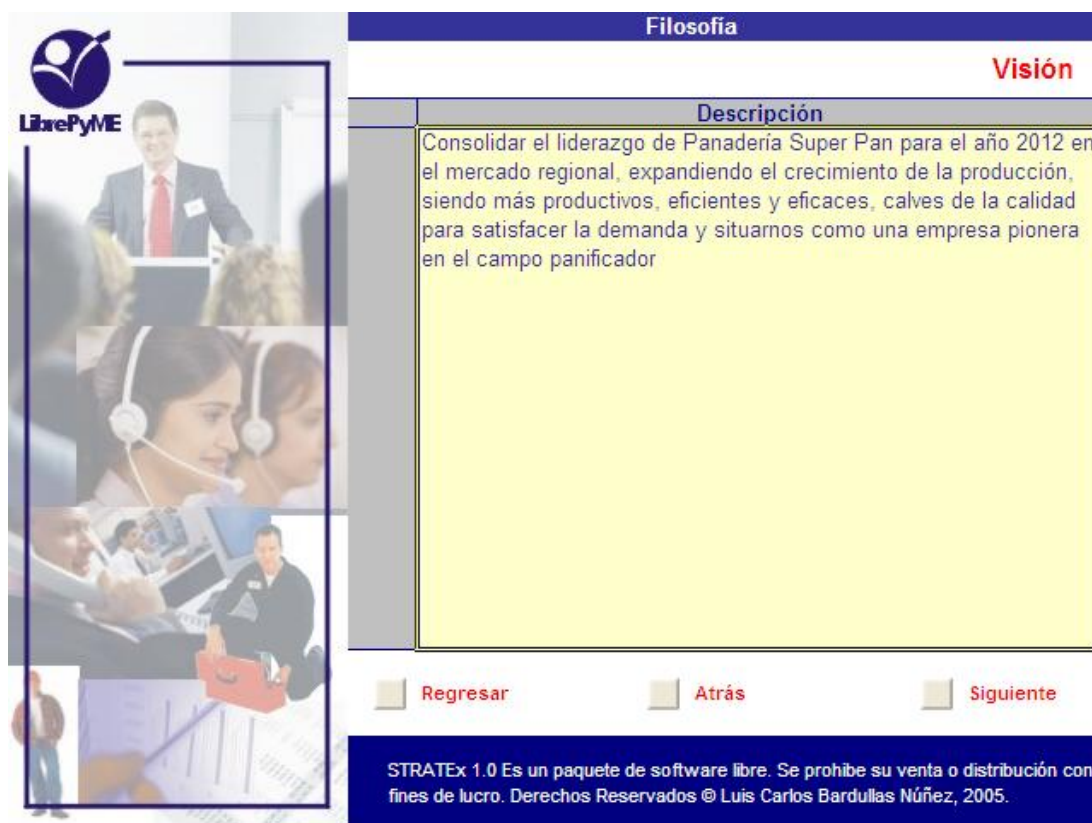 LibrePyME
Filosofía
Visión
Descripción
Consolidar el liderazgo de Panadería Super Pan para el año 2012 en
el mercado regional, expandiendo el crecimiento de la producción,
siendo más productivos, eficientes y eficaces, calves de la calidad
para satisfacer la demanda y situarnos como una empresa pionera
en el campo panificador
Regresar
Atrás
Siguiente
STRATEx 1.0 Es un paquete de software libre. Se prohibe su venta o distribución con
fines de lucro. Derechos Reservados © Luis Carlos Bardullas Núñez, 2005.